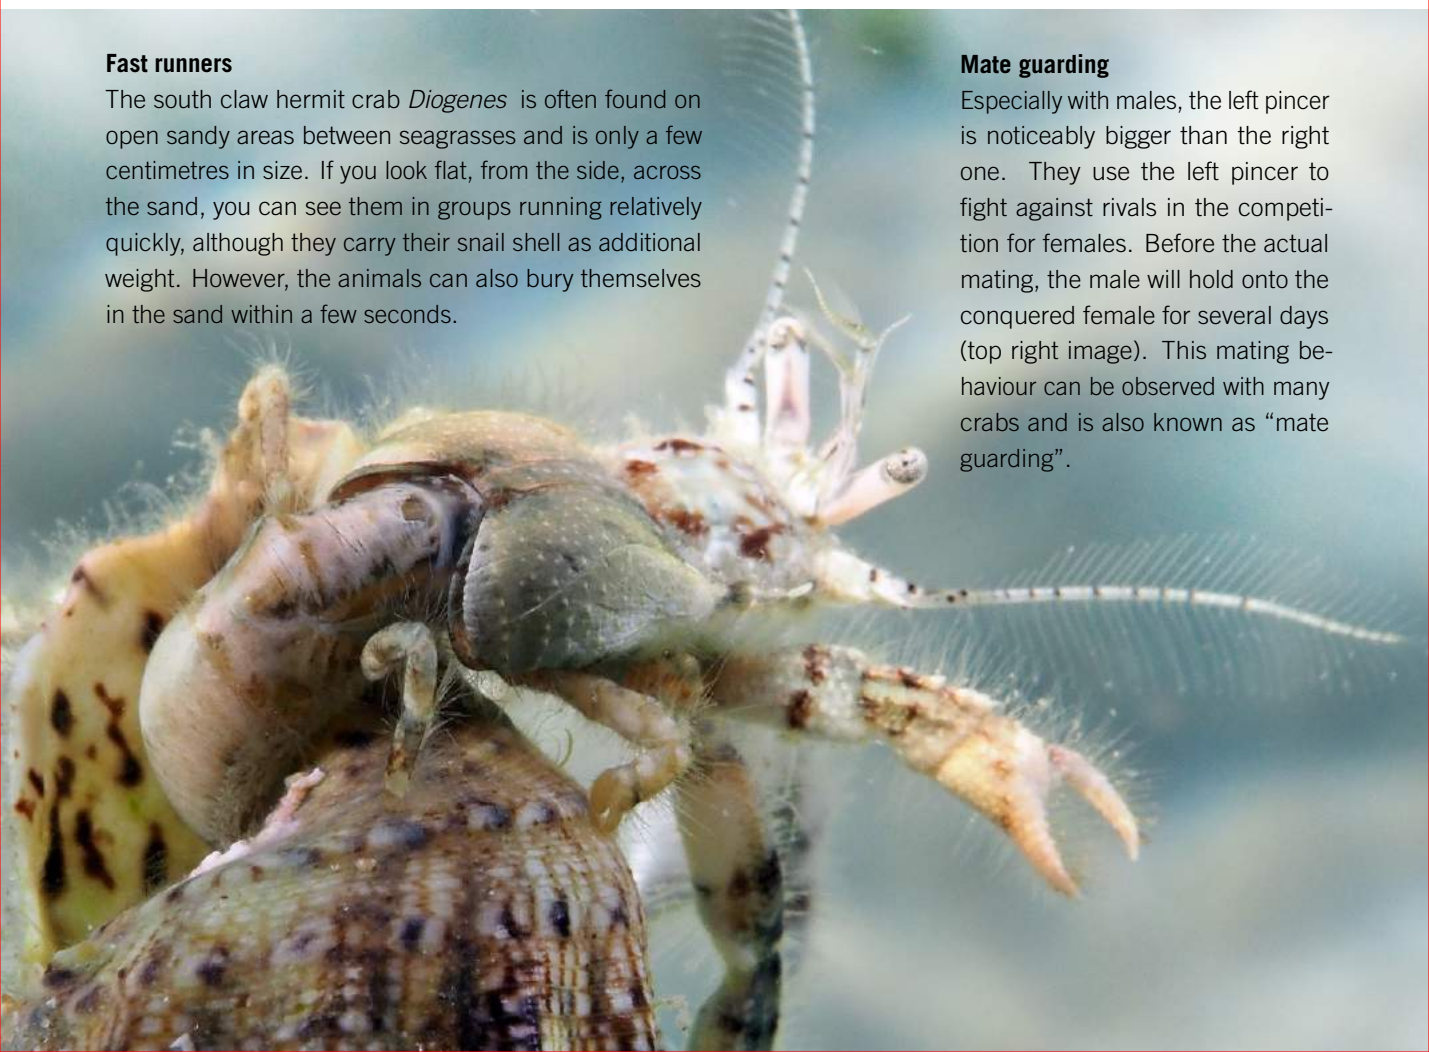 Fast runners
The south claw hermit crab Diogenes is often found on
open sandy areas between seagrasses and is only a few
centimetres in size. If you look flat, from the side, across
the sand, you can see them in groups running relatively
quickly, although they carry their snail shell as additional
weight. However, the animals can also bury themselves
in the sand within a few seconds.
Mate guarding
Especially with males, the left pincer
is noticeably bigger than the right
one. They use the left pincer to
fight against rivals in the competi-
tion for females. Before the actual
mating, the male will hold onto the
conquered female for several days
(top right image). This mating be-
haviour can be observed with many
crabs and is also known as “mate
guarding”.